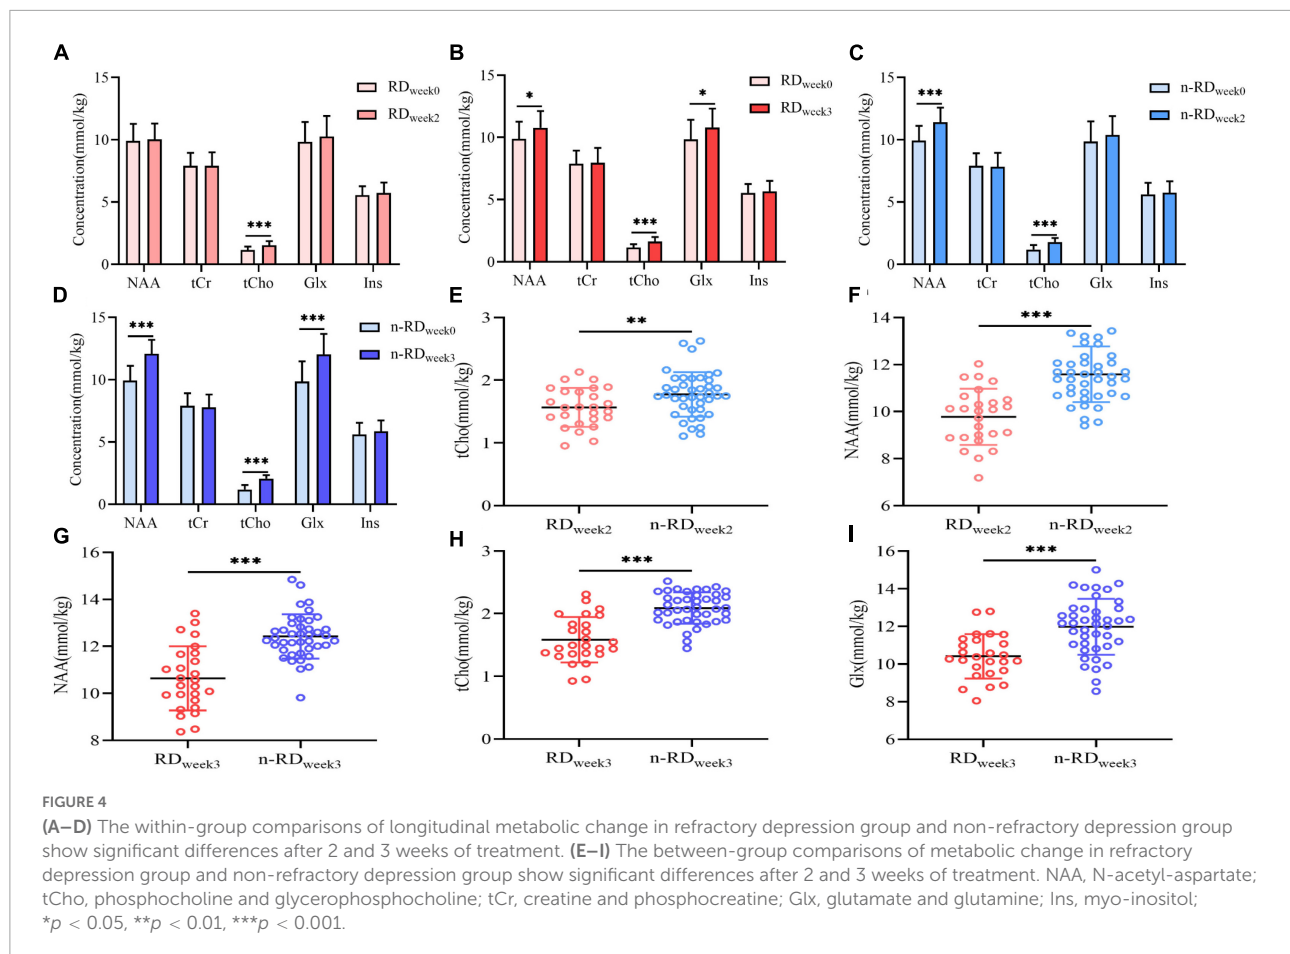 A
15
10
5
0
Concentration(mmol/kg)
RDweek0
RDweek2
***
NAA tCr tCho Glx Ins
B
15
10
5
0
Concentration(mmol/kg)
RDweek0
RDweek3
*
***
*
NAA tCr tCho Glx Ins
C
15
10
5
0
Concentration(mmol/kg)
n-RDweek0
n-RDweek2
***
***
NAA tCr tCho Glx Ins
D
15
10
5
0
Concentration(mmol/kg)
n-RDweek0
n-RDweek3
***
***
***
NAA tCr tCho Glx Ins
E
3
2
1
0
tCho(mmol/kg)
**
RDweek2 n-RDweek2
F
14
12
10
8
6
NAA(mmol/kg)
***
RDweek2 n-RDweek2
G
16
14
12
10
8
NAA(mmol/kg)
***
RDweek3 n-RDweek3
H
3
2
1
0
tCho(mmol/kg)
***
RDweek3 n-RDweek3
I
16
14
12
10
8
6
Glx(mmol/kg)
***
RDweek3 n-RDweek3
FIGURE 4
(A–D) The within-group comparisons of longitudinal metabolic change in refractory depression group and non-refractory depression group
show significant differences after 2 and 3 weeks of treatment. (E–I) The between-group comparisons of metabolic change in refractory
depression group and non-refractory depression group show significant differences after 2 and 3 weeks of treatment. NAA, N-acetyl-aspartate;
tCho, phosphocholine and glycerophosphocholine; tCr, creatine and phosphocreatine; Glx, glutamate and glutamine; Ins, myo-inositol;
*p < 0.05, **p < 0.01, ***p < 0.001.